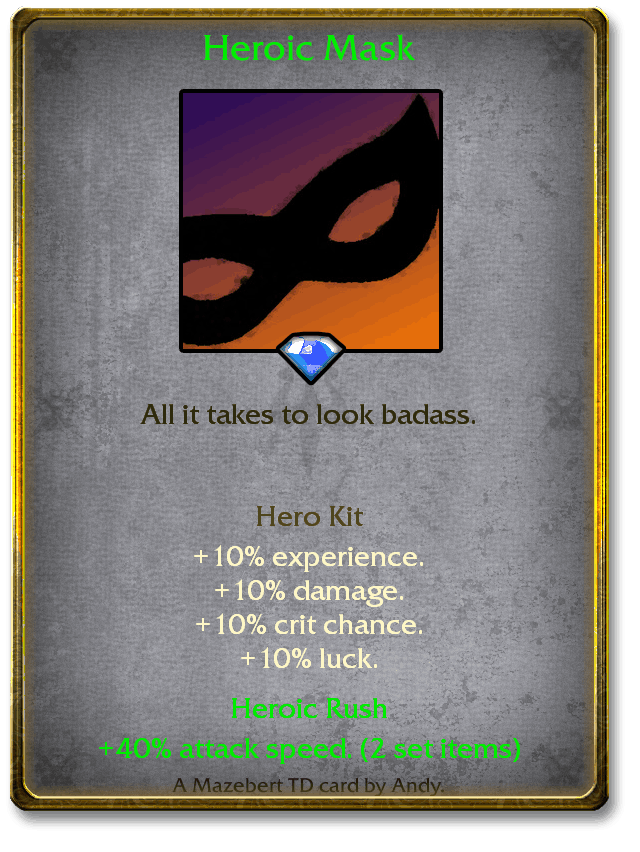 Heroic Mask
All it takes to look badass.
Hero Kit
+10% experience.
+10% damage.
+10% crit chance.
+10% luck.
Heroic Rush
+40% attack speed. (2 set items)
A Mazebert TD card by Andy.